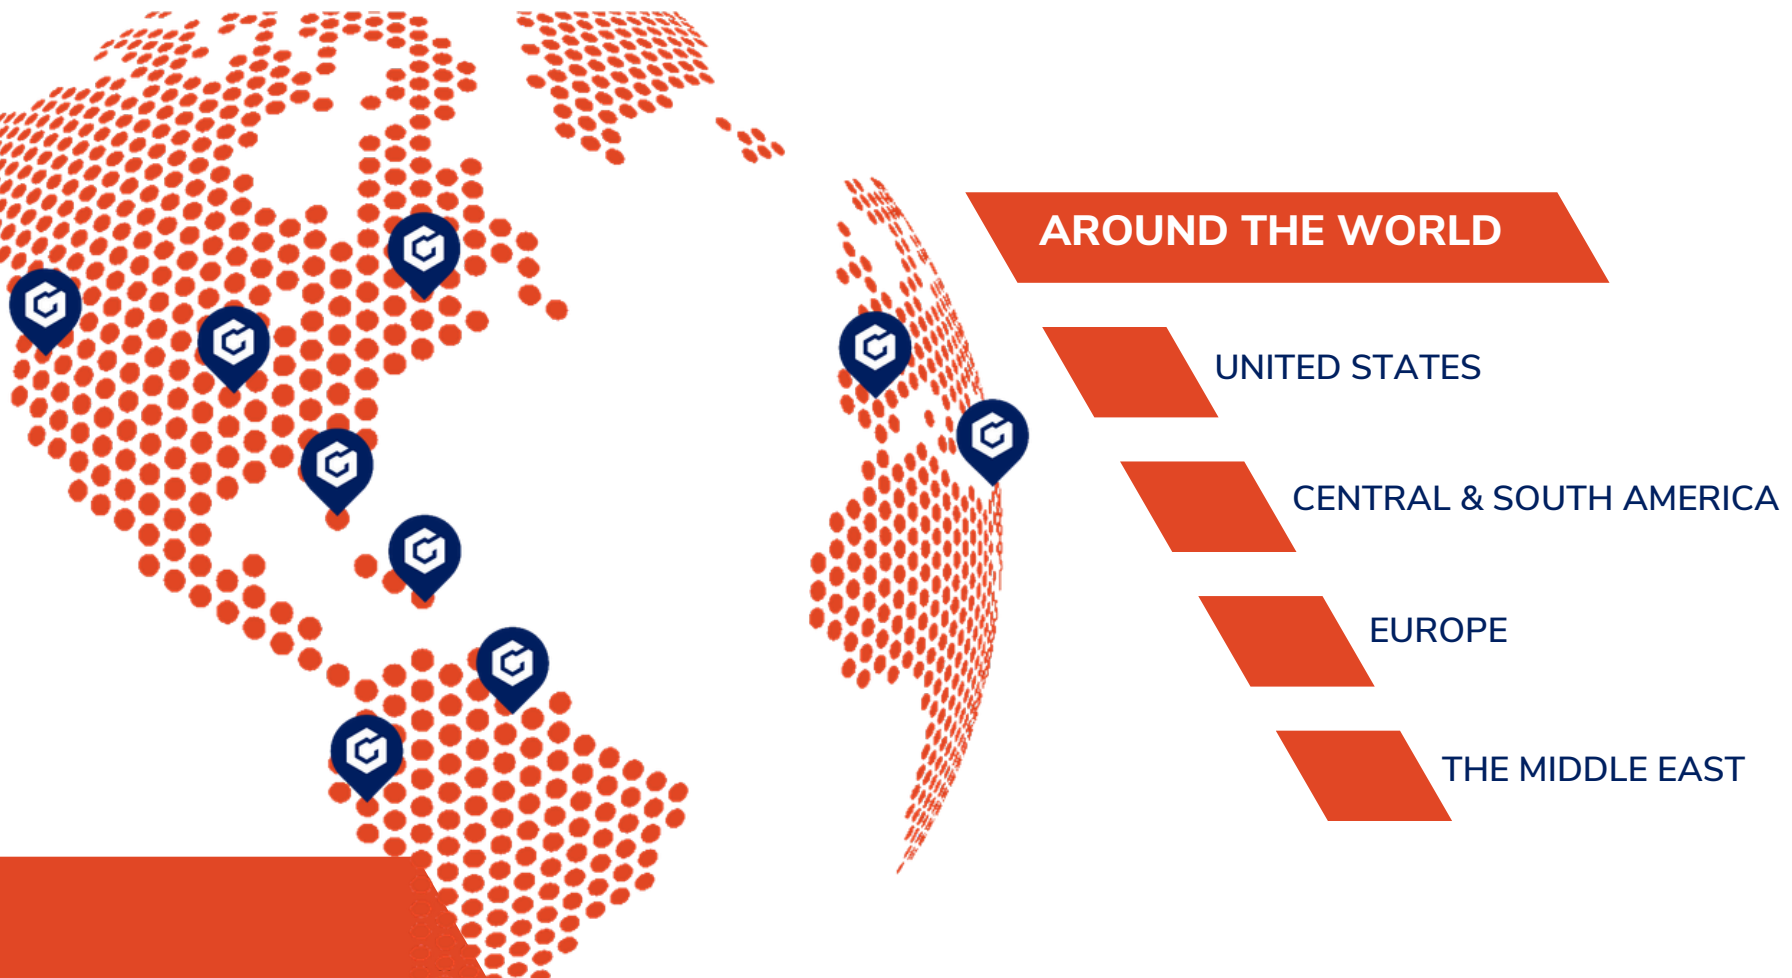 AROUND THE WORLD
UNITED STATES
CENTRAL & SOUTH AMERICA
EUROPE
THE MIDDLE EAST